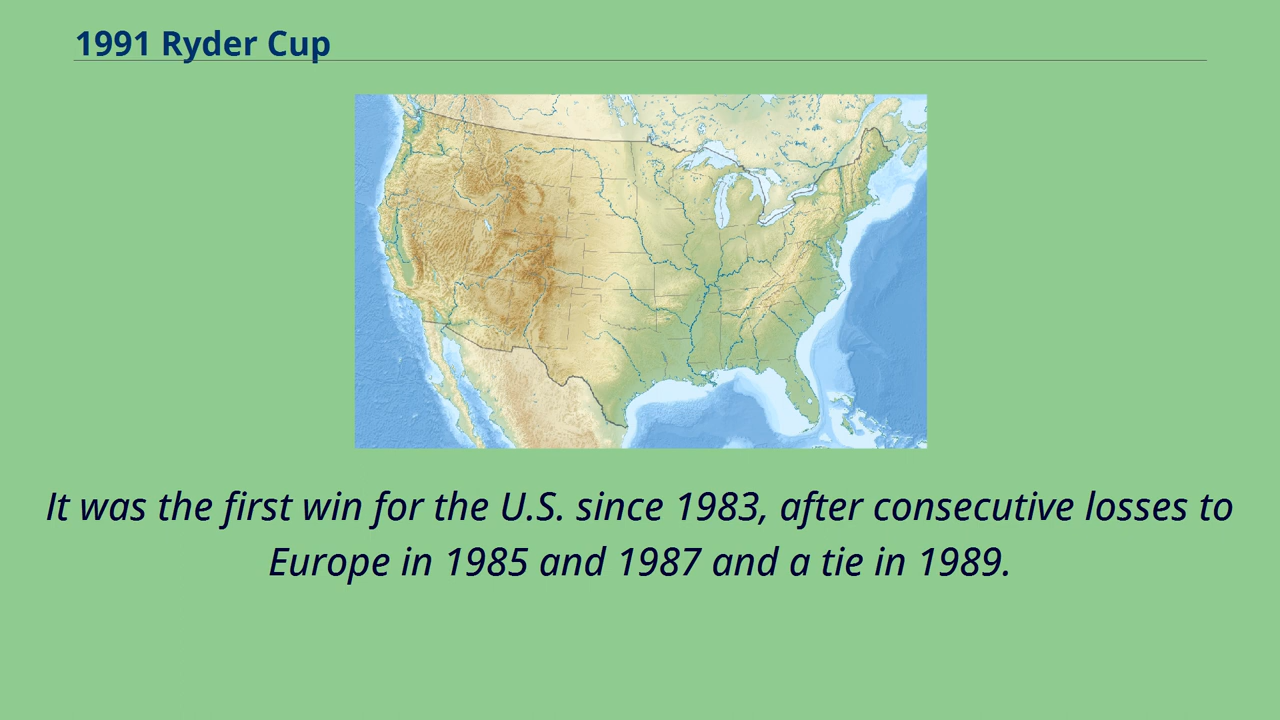 1991 Ryder Cup
It was the first win for the U.S. since 1983, after consecutive losses to
Europe in 1985 and 1987 and a tie in 1989.